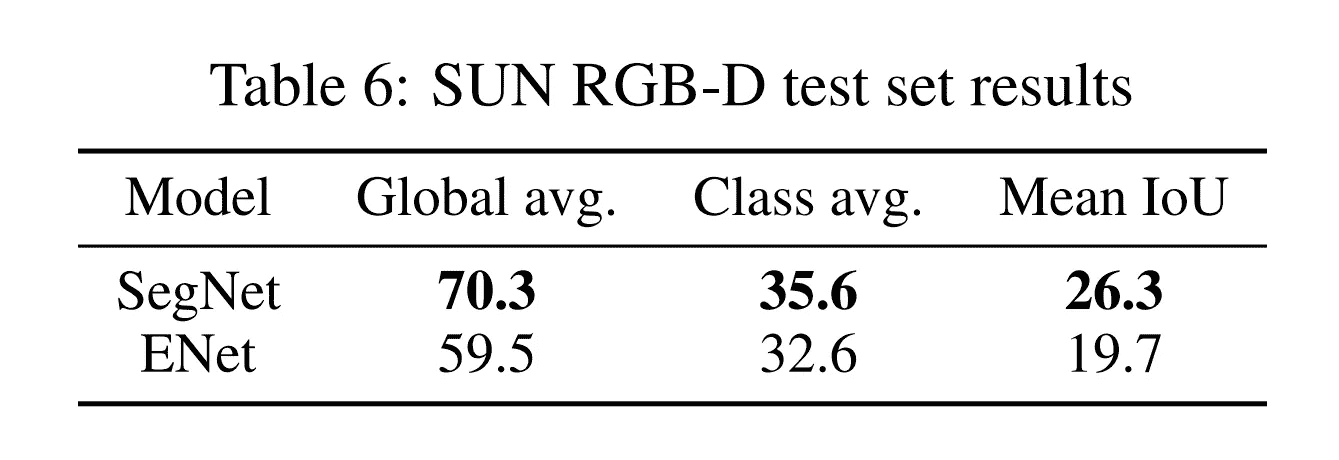 Table 6: SUN RGB-D test set results
Model Global avg. Class avg. Mean IoU
SegNet 70.3 35.6 26.3
ENet 59.5 32.6 19.7